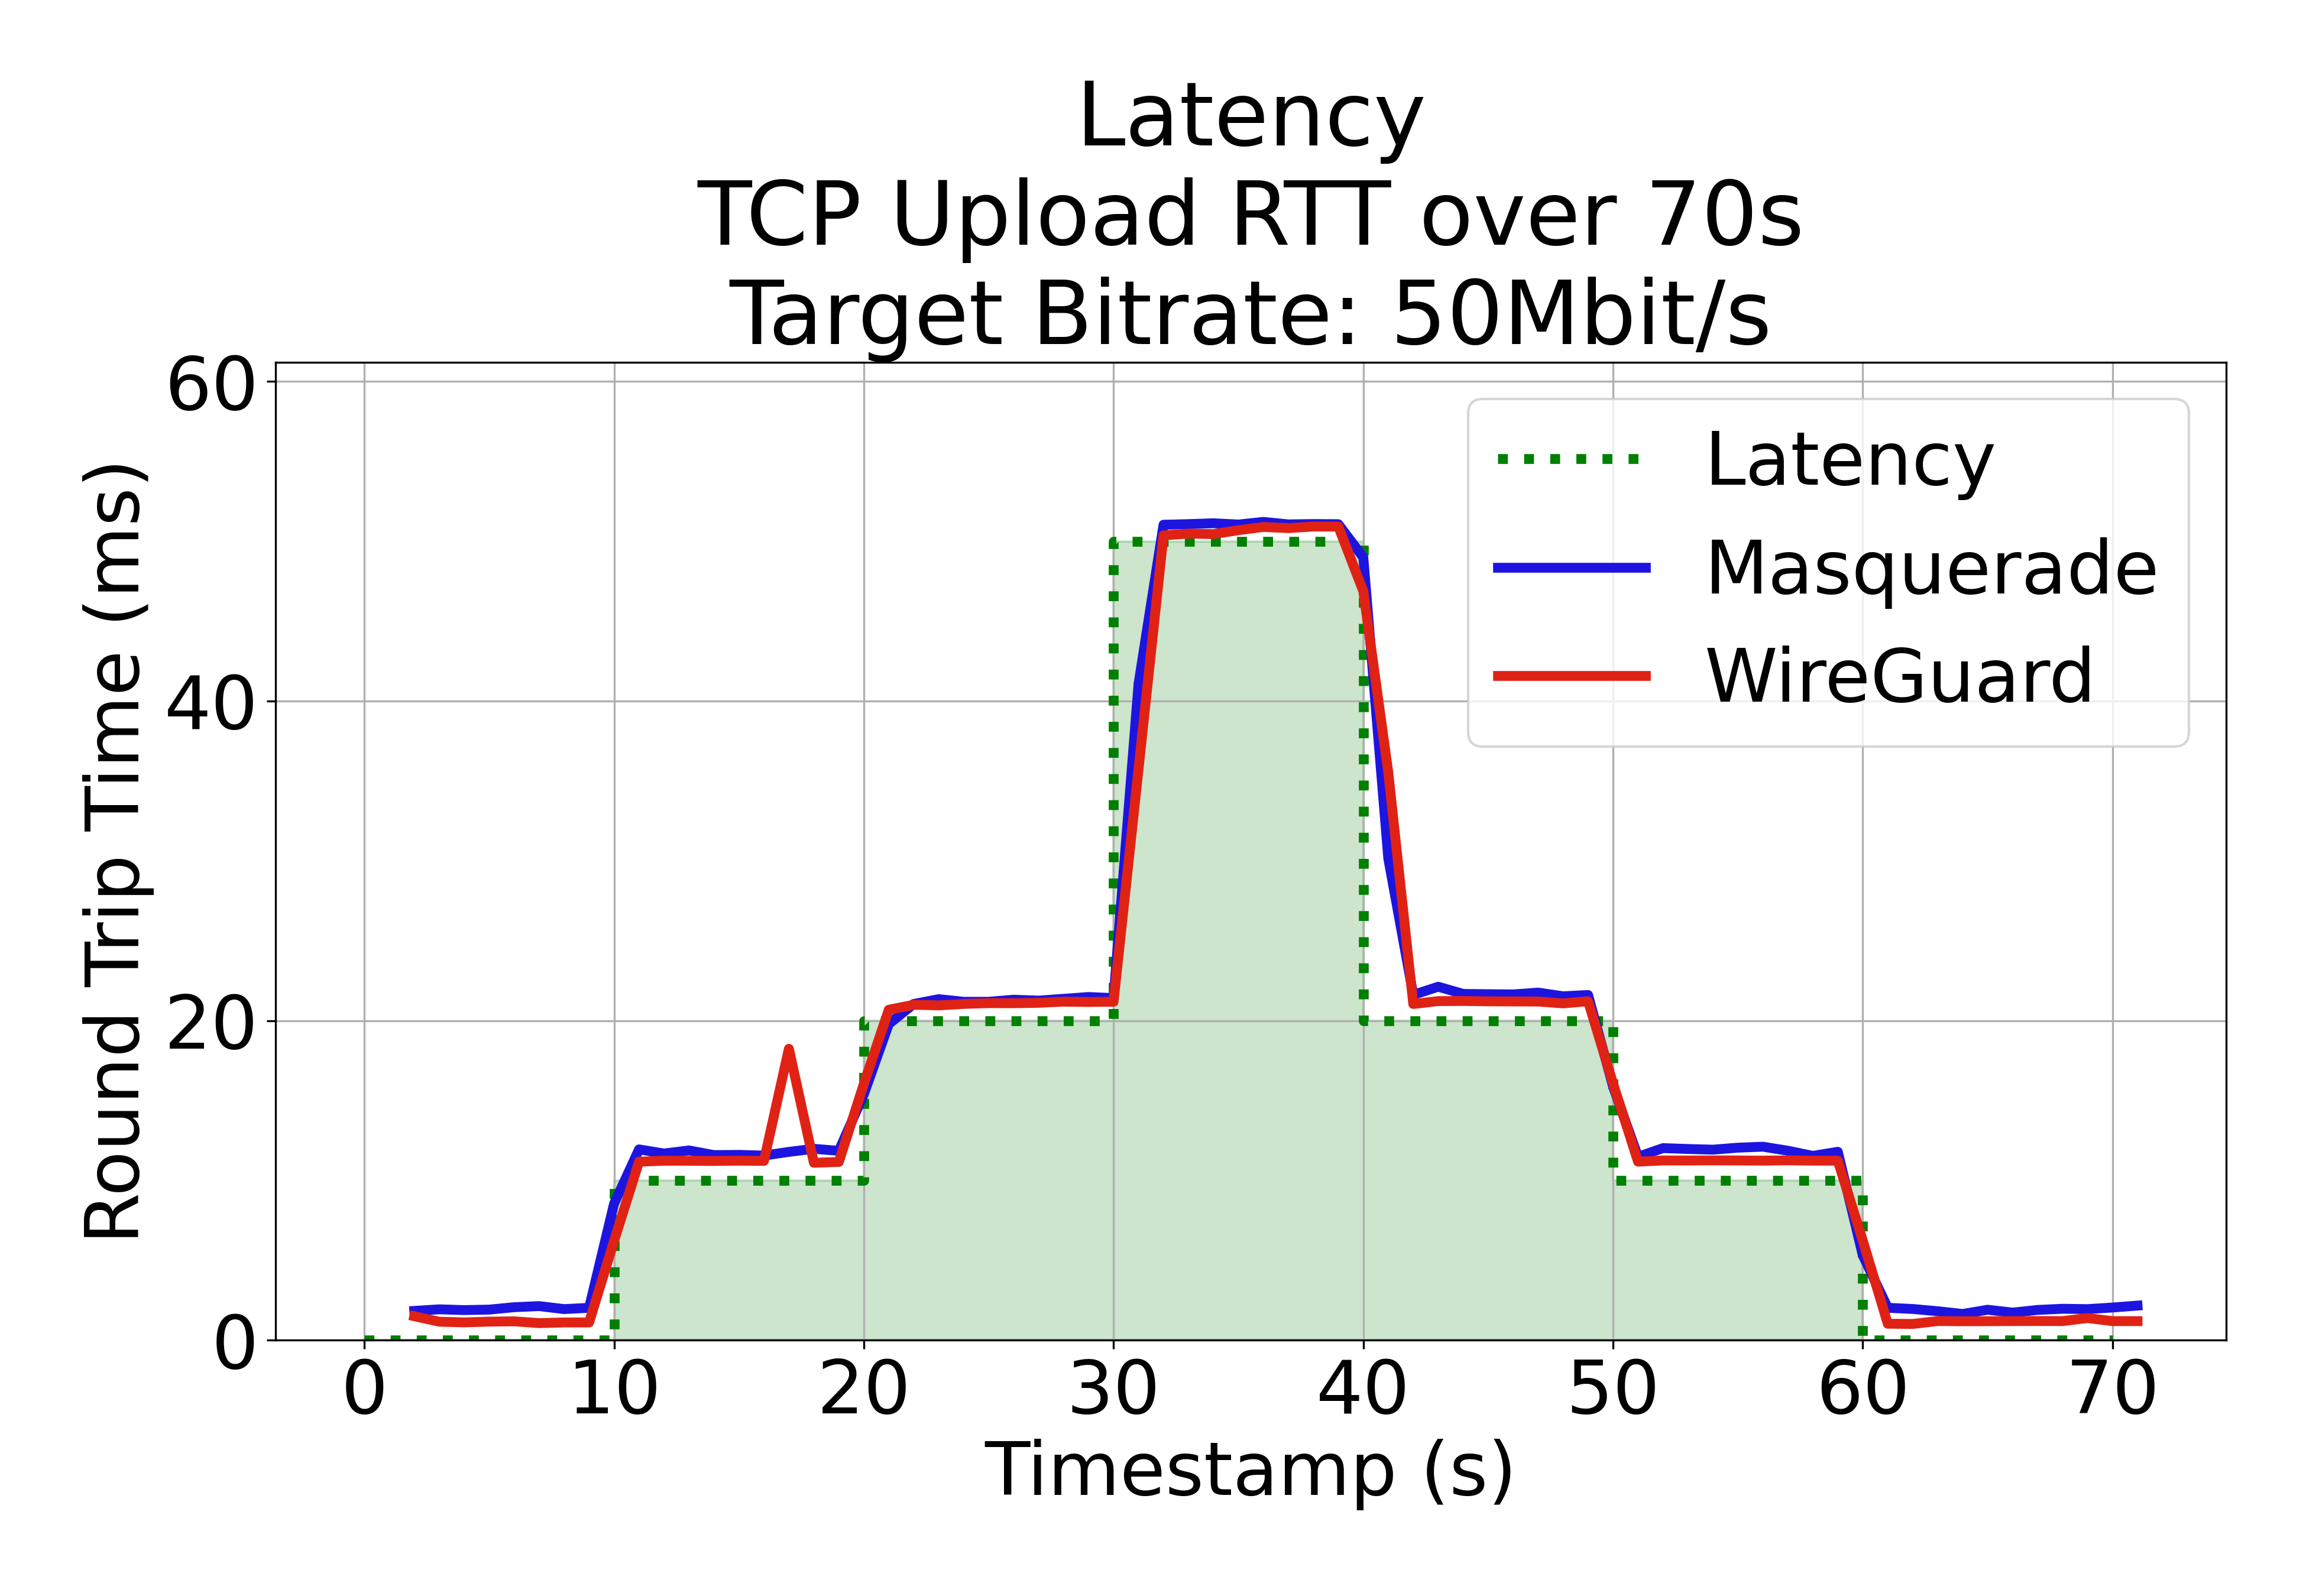 Latency
TCP Upload RTT over 70s
Target Bitrate: 50Mbit/s
60
40
20
0
Round Trip Time (ms)
Latency
Masquerade
WireGuard
0 10 20 30 40 50 60 70
Timestamp (s)